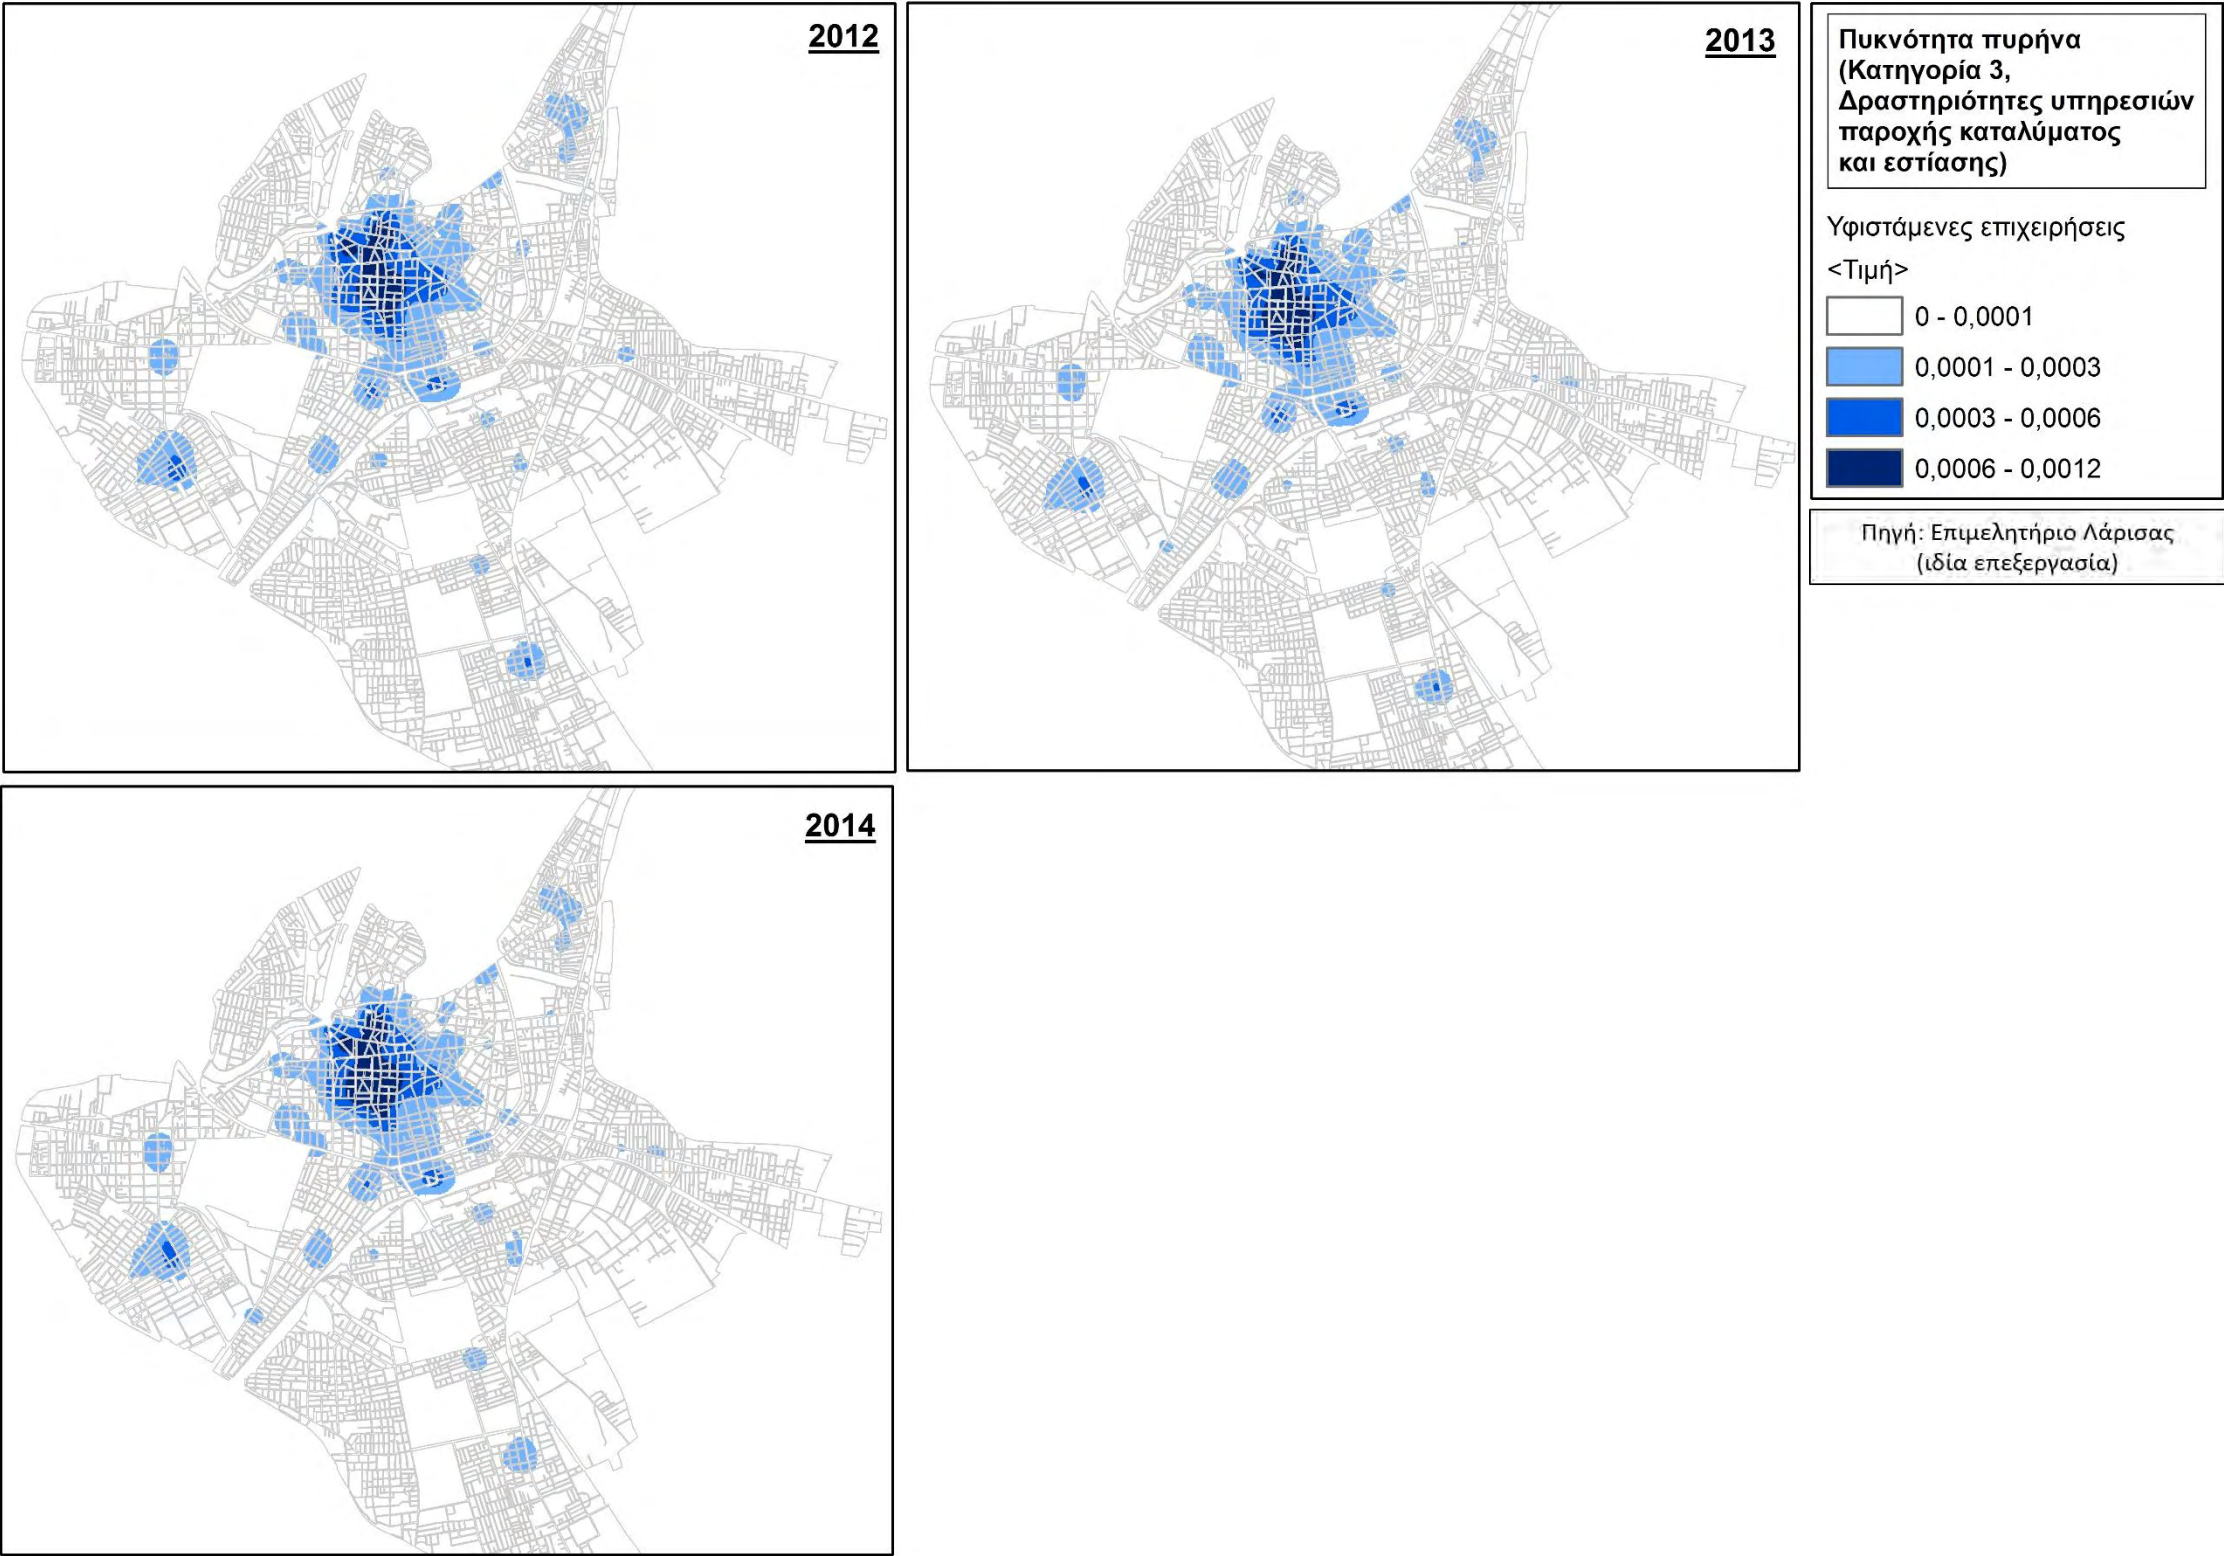 2012
2013
Πυκνότητα πυρήνα
(Κατηγορία 3,
Δραστηριότητες υπηρεσιών
παροχής καταλύματος
και εστίασης)
Υφιστάμενες επιχειρήσεις
<Τιμή>
0 - 0,0001
0,0001 - 0,0003
0,0003 - 0,0006
0,0006 - 0,0012
Πηγή: Επιμελητήριο Λάρισας
(ιδία επεξεργασία)
2014